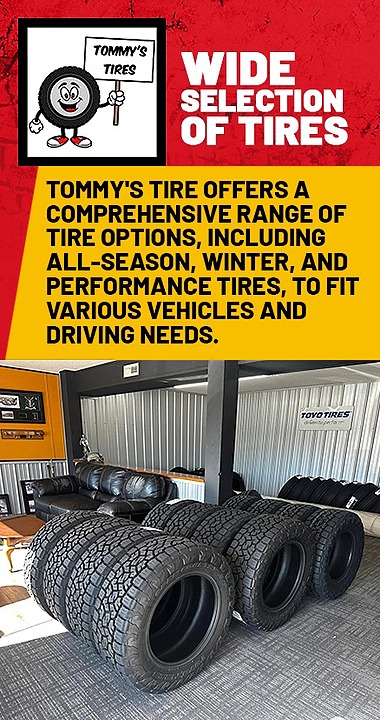 TOMMY'S
TIRES
WIDE
SELECTION
OF TIRES
TOMMY'S TIRE OFFERS A
COMPREHENSIVE RANGE OF
TIRE OPTIONS, INCLUDING
ALL-SEASON, WINTER, AND
PERFORMANCE TIRES, TO FIT
VARIOUS VEHICLES AND
DRIVING NEEDS.
TOYO TIRES